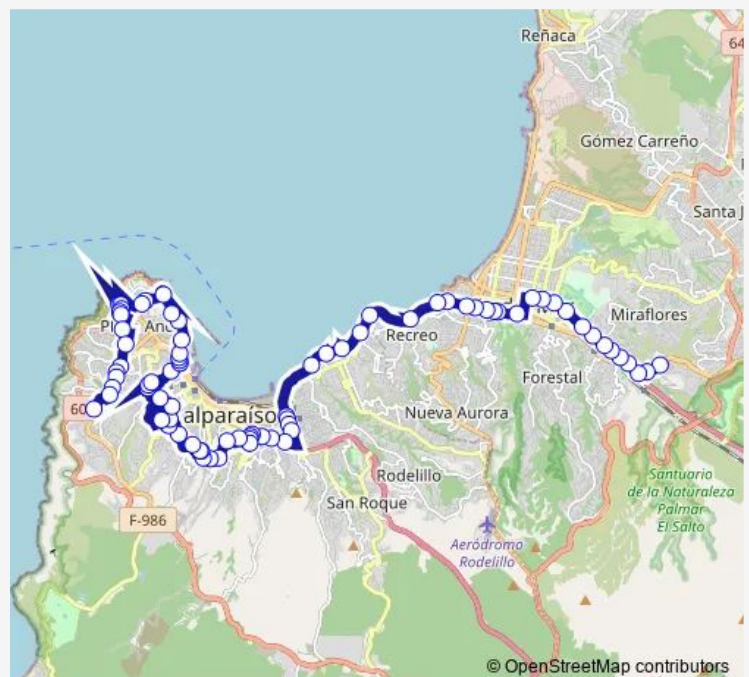 Reñaca
64
Gómez Carreño
Santa J
Miraflores
Recreo
Forestal
60
alparaíso
Nueva Aurora
Rodelillo
San Roque
F-986
Aeródromo
Rodelillo
Santuario
de la Naturaleza
Palmar
El Salto
© OpenStreetMap contributors